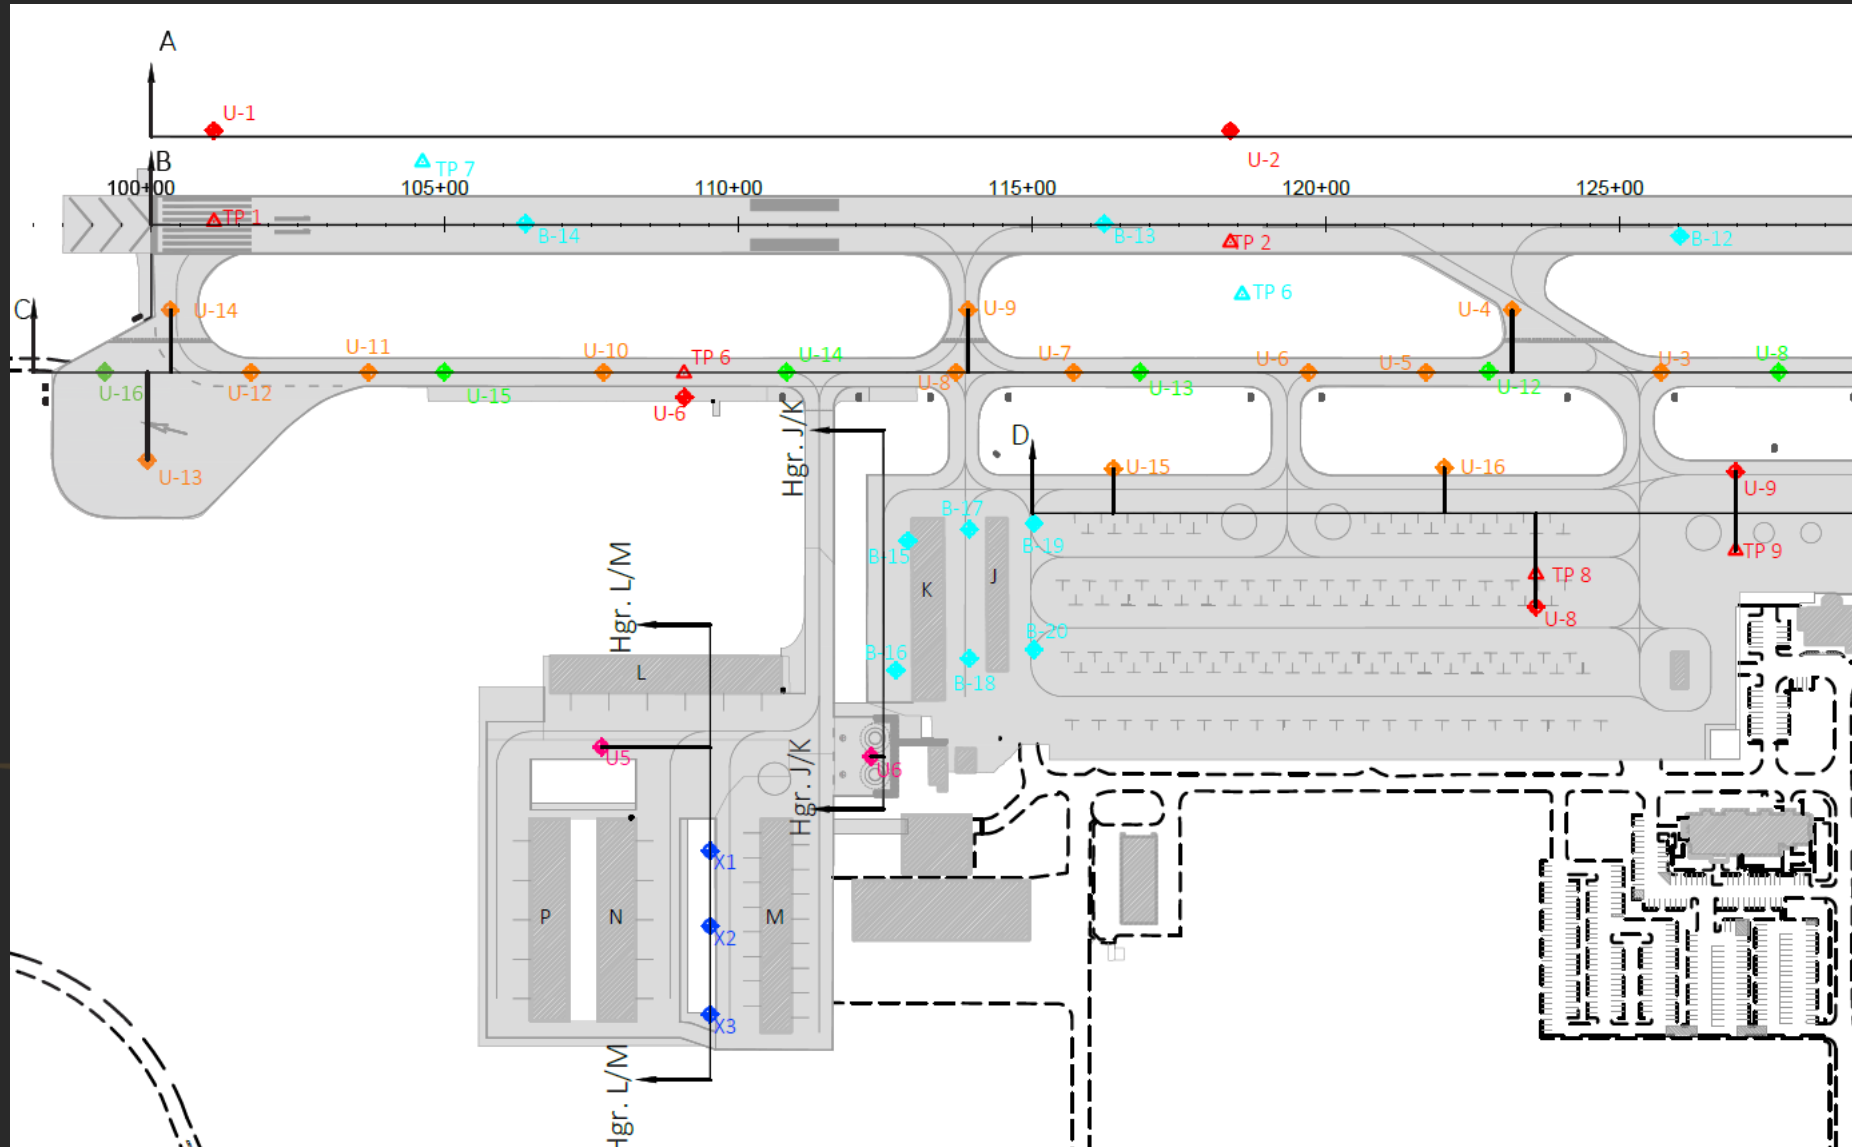 A
U-1
U-2
B
TP 7
100+00
105+00
110+00
115+00
120+00
125+00
TP 1
B-14
B-13
TP 2
B-12
TP 6
C
U-14
U-9
U-4
U-11
U-10
TP 6
U-14
U-7
U-6
U-5
U-3
U-8
U-16
U-12
U-15
U-6
U-8
U-13
U-12
Hgr. J/K
D
U-13
U-15
U-16
U-9
B-17
B-15
B-19
TP 9
K
J
TP 8
Hgr. L/M
U-8
B-20
B-16
B-18
L
U5
Hgr. J/K
U6
X1
P
N
M
X2
X3
Hgr. L/M